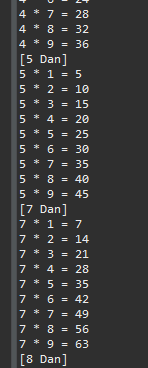 4 * 7 = 28
4 * 8 = 32
4 * 9 = 36
[5 Dan]
5 * 1 = 5
5 * 2 = 10
5 * 3 = 15
5 * 4 = 20
5 * 5 = 25
5 * 6 = 30
5 * 7 = 35
5 * 8 = 40
5 * 9 = 45
[7 Dan]
7 * 1 = 7
7 * 2 = 14
7 * 3 = 21
7 * 4 = 28
7 * 5 = 35
7 * 6 = 42
7 * 7 = 49
7 * 8 = 56
7 * 9 = 63
[8 Dan]